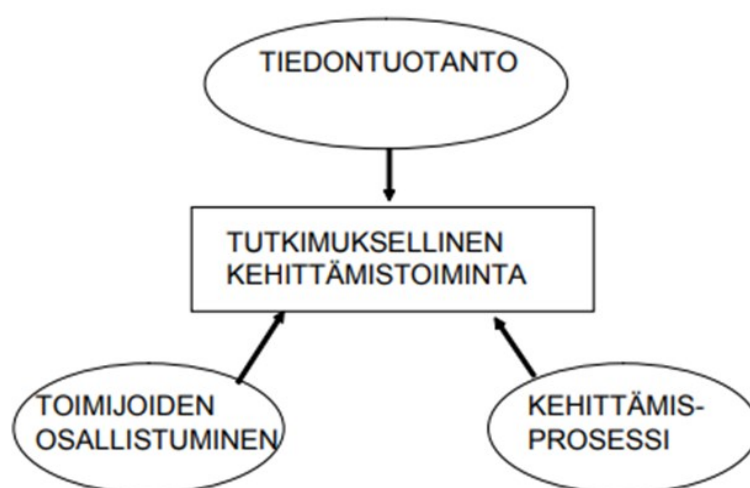 TIEDONTUOTANTO
TUTKIMUKSELLINEN
KEHITTÄMISTOIMINTA
TOIMIJOIDEN
OSALLISTUMINEN
KEHITTÄMIS-
PROSESSI